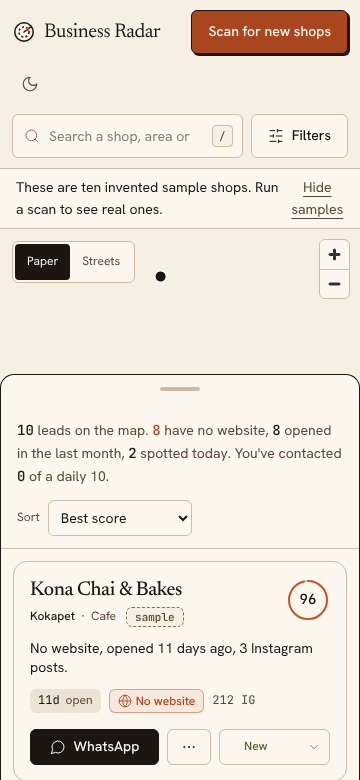 Business Radar
Scan for new shops
Search a shop, area or
/
Filters
These are ten invented sample shops. Run
a scan to see real ones.
Hide
samples
Paper
Streets
+
−
10 leads on the map. 8 have no website, 8 opened
in the last month, 2 spotted today. You've contacted
0 of a daily 10.
Sort
Best score
Kona Chai & Bakes
96
Kokapet · Cafe
sample
No website, opened 11 days ago, 3 Instagram
posts.
11d open
No website
212 IG
WhatsApp
...
New